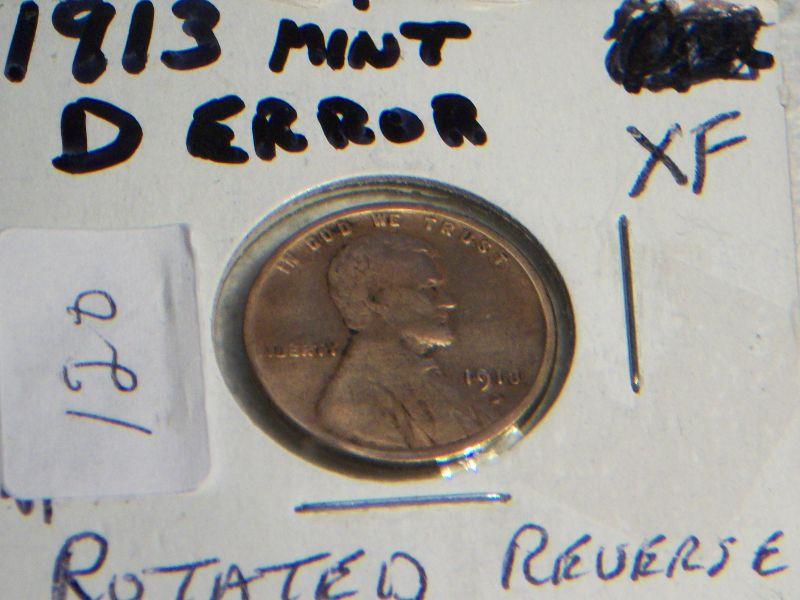 1913 MINT
D ERROR
XF
120
IN GOD WE TRUST
LIBERTY
ROTATED REVERSE